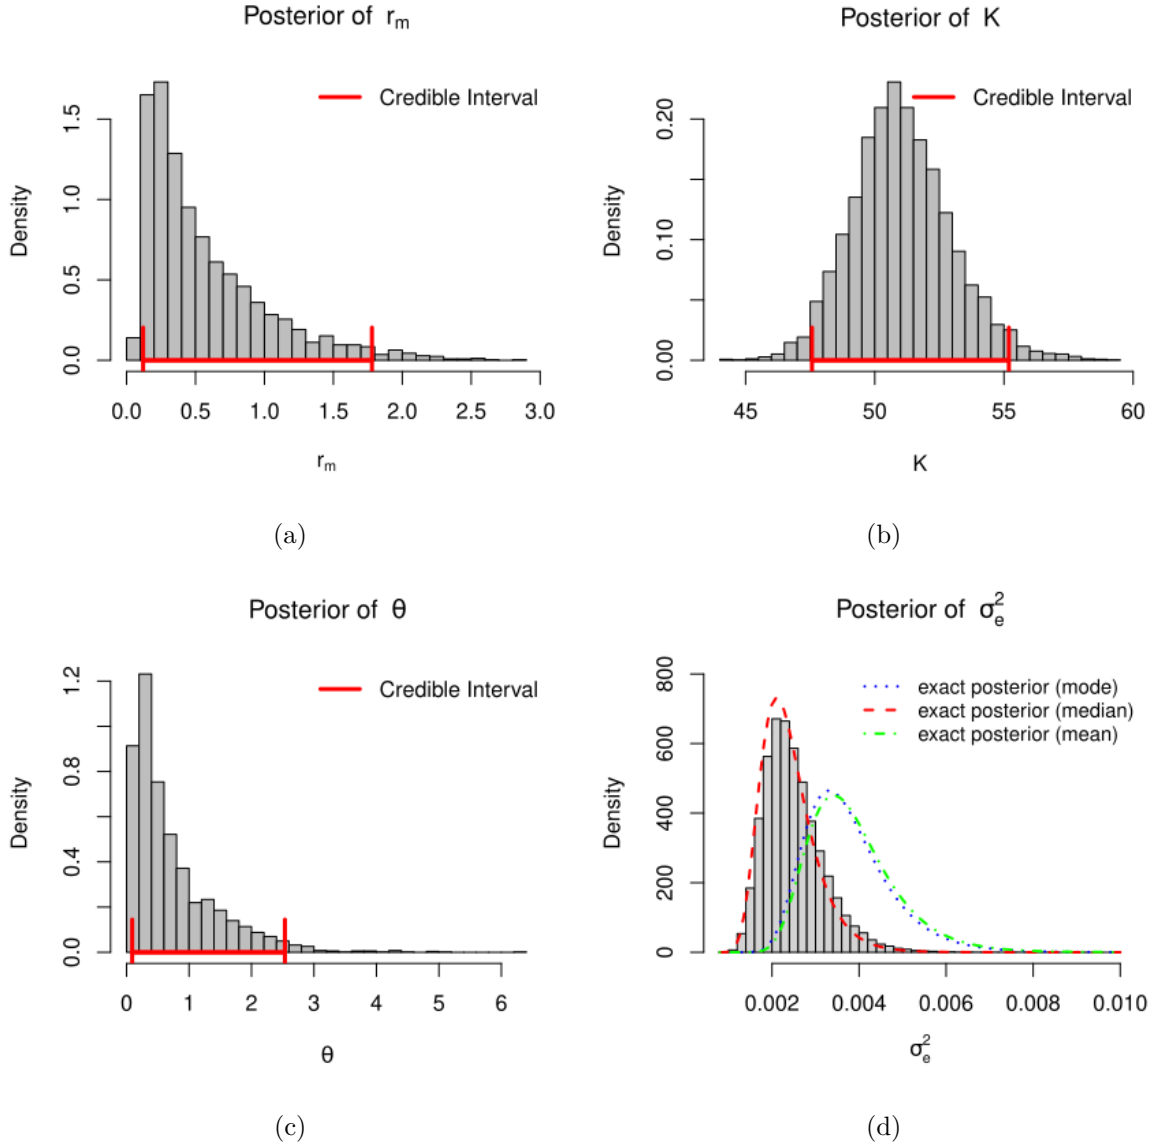 Posterior of r_m
Credible Interval
Density
0.0 0.5 1.0 1.5
0.0 0.5 1.0 1.5 2.0 2.5 3.0
r_m
(a)
Posterior of K
Credible Interval
Density
0.00 0.10 0.20
45 50 55 60
K
(b)
Posterior of θ
Credible Interval
Density
0.0 0.4 0.8 1.2
0 1 2 3 4 5 6
θ
(c)
Posterior of σ_e^2
exact posterior (mode)
exact posterior (median)
exact posterior (mean)
Density
0 200 400 600 800
0.002 0.004 0.006 0.008 0.010
σ_e^2
(d)